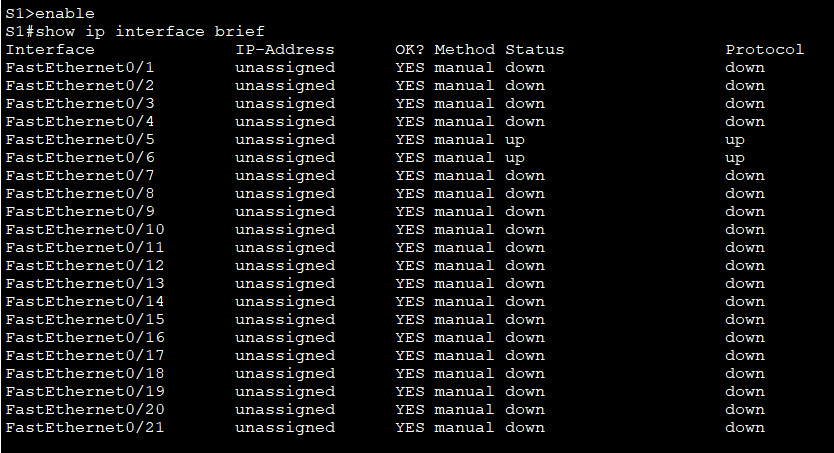 S1>enable
S1#show ip interface brief
Interface              IP-Address      OK? Method Status                Protocol
FastEthernet0/1        unassigned      YES manual down                  down
FastEthernet0/2        unassigned      YES manual down                  down
FastEthernet0/3        unassigned      YES manual down                  down
FastEthernet0/4        unassigned      YES manual down                  down
FastEthernet0/5        unassigned      YES manual up                    up
FastEthernet0/6        unassigned      YES manual up                    up
FastEthernet0/7        unassigned      YES manual down                  down
FastEthernet0/8        unassigned      YES manual down                  down
FastEthernet0/9        unassigned      YES manual down                  down
FastEthernet0/10       unassigned      YES manual down                  down
FastEthernet0/11       unassigned      YES manual down                  down
FastEthernet0/12       unassigned      YES manual down                  down
FastEthernet0/13       unassigned      YES manual down                  down
FastEthernet0/14       unassigned      YES manual down                  down
FastEthernet0/15       unassigned      YES manual down                  down
FastEthernet0/16       unassigned      YES manual down                  down
FastEthernet0/17       unassigned      YES manual down                  down
FastEthernet0/18       unassigned      YES manual down                  down
FastEthernet0/19       unassigned      YES manual down                  down
FastEthernet0/20       unassigned      YES manual down                  down
FastEthernet0/21       unassigned      YES manual down                  down